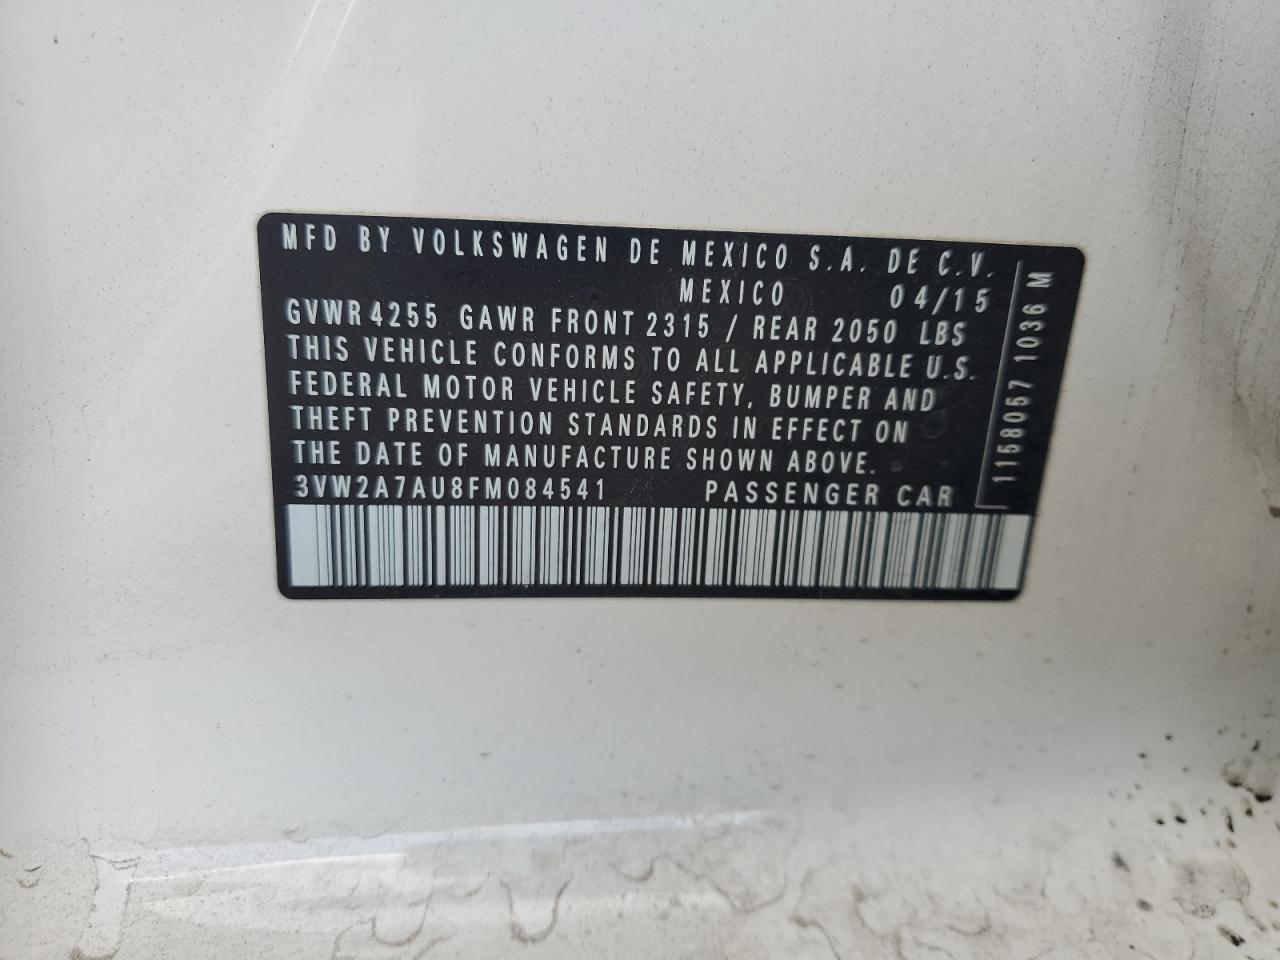 MFD BY VOLKSWAGEN DE MEXICO S.A. DE C.V.
MEXICO 04/15
GVWR 4255 GAWR FRONT 2315 / REAR 2050 LBS
THIS VEHICLE CONFORMS TO ALL APPLICABLE U.S.
FEDERAL MOTOR VEHICLE SAFETY, BUMPER AND
THEFT PREVENTION STANDARDS IN EFFECT ON
THE DATE OF MANUFACTURE SHOWN ABOVE.
3VW2A7AU8FM084541 PASSENGER CAR
1158057 1036 M